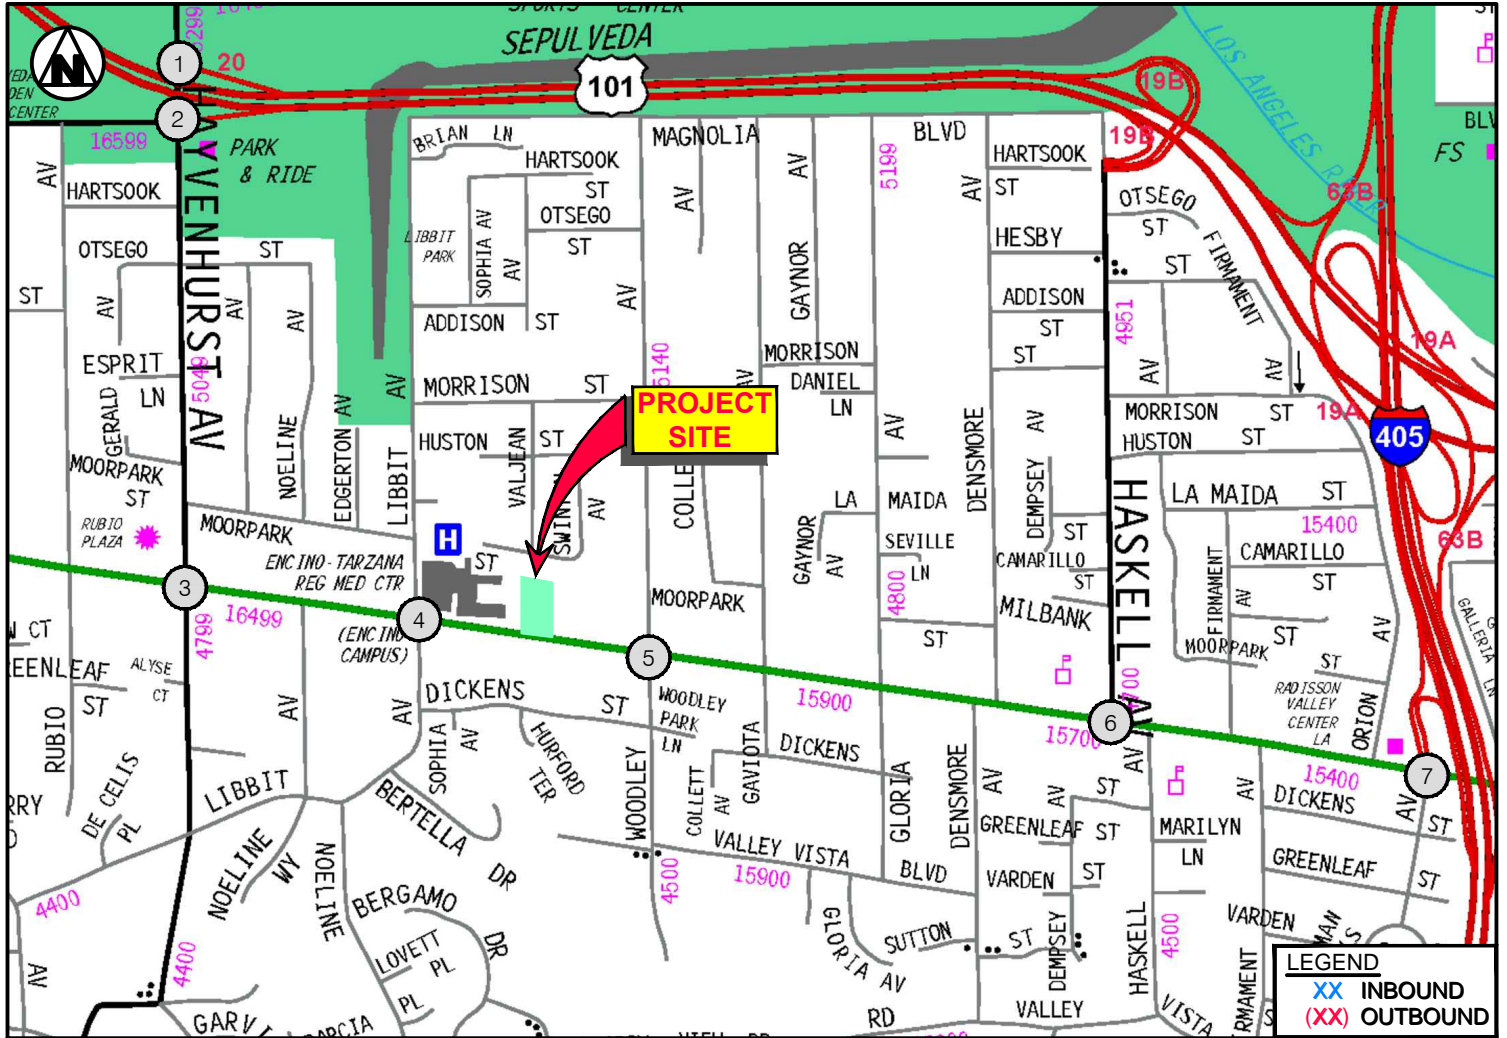 SPORTS CENTER
SEPULVEDA
N
1
20
101
19B
LOS ANGELES RIVER
2
CENTER
16599
PARK
& RIDE
BRIAN LN
MAGNOLIA
BLVD
19B
FS
HARTSOOK
AV
HARTSOOK
ST
AV
AV
5199
AV
HARTSOOK
ST
63B
OTSEGO
ST
OTSEGO
ST
LIBBIT
PARK
SOPHIA AV
AV
OTSEGO
ST
HESBY
ST
FIRMAMENT
HAYVENHURST AV
ST
AV
AV
AV
ADDISON ST
AV
GAYNOR
ADDISON
ST
ST
4951
19A
ESPRIT
LN
5049
GERALD
AV
MORRISON ST
5140
AV
MORRISON
DANIEL
LN
AV
AV
PROJECT
SITE
MORRISON ST
19A
405
HUSTON ST
NOELINE
EDGERTON AV
LIBBIT
HUSTON ST
VALJEAN
AV
AV
DENSMORE
AV
MOORPARK
ST
DEMPSEY
LA MAIDA
HASKELL AV
LA MAIDA ST
15400
RUBIO
PLAZA
MOORPARK
H
ST
SEVILLE
LN
ST
63B
ENCINO-TARZANA
REG MED CTR
GAYNOR
AV
CAMARILLO
ST
CAMARILLO
ST
FIRMAMENT
AV
3
16499
4799
4
(ENCINO
CAMPUS)
MOORPARK
4800
MILBANK
ST
GALLERIA
LN
ST
AV
5
MOORPARK
ST
ALYSE
CT
ST
RUBIO
AV
AV
DICKENS
ST
WOODLEY
PARK
LN
15900
RADISSON
VALLEY
CENTER
LA
ORION
6
15700
7
15400
SOPHIA
AV
HURFORD
TER
DICKENS
AV
AV
AV
AV
DICKENS
ST
AV
DE CELIS
PL
LIBBIT
BERTELLA
DR
WOODLEY
COLLETT
AV
GAVIOTA
GLORIA
DENSMORE
ST
GREENLEAF ST
MARILYN
LN
GREENLEAF
ST
NOELINE
WY
NOELINE
VALLEY VISTA
BLVD
15900
4500
VARDEN
ST
VARDEN
4400
BERGAMO
DR
GLORIA AV
SUTTON
ST
DEMPSEY
HASKELL
4500
AV
4400
LOVETT
PL
PL
RD
VALLEY
VISTA
LEGEND
XX INBOUND
(XX) OUTBOUND